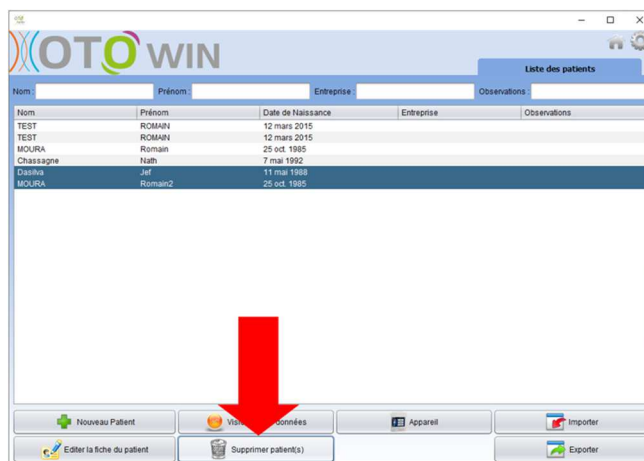 OTO WIN
Liste des patients
Nom : Prénom : Entreprise : Observations :
Nom Prénom Date de Naissance Entreprise Observations
TEST ROMAIN 12 mars 2015
TEST ROMAIN 12 mars 2015
MOURA Romain 25 oct. 1985
Chassagne Nath 7 mai 1992
Dasilva Jef 11 mai 1988
MOURA Romain2 25 oct. 1985
Nouveau Patient données Appareil Importer
Editer la fiche du patient Supprimer patient(s) Exporter